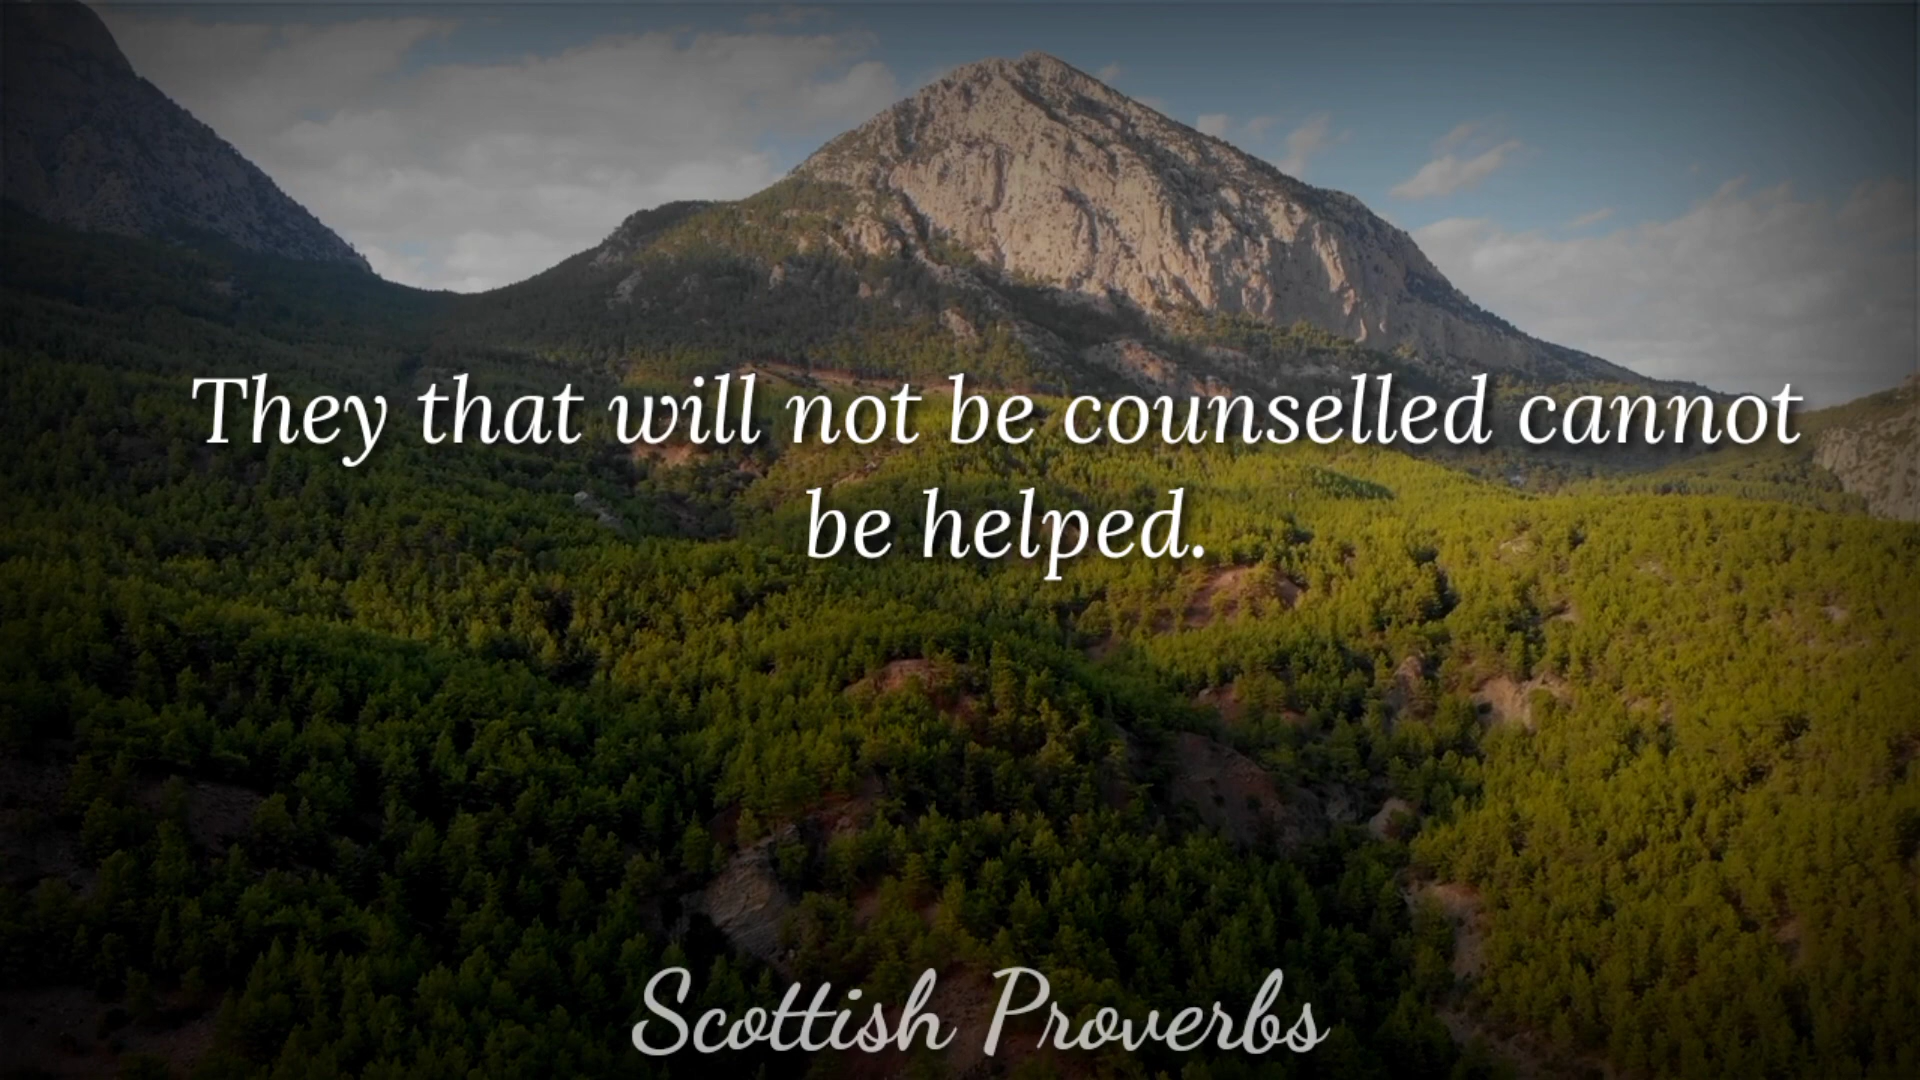 They that will not be counselled cannot
be helped.
Scottish Proverbs